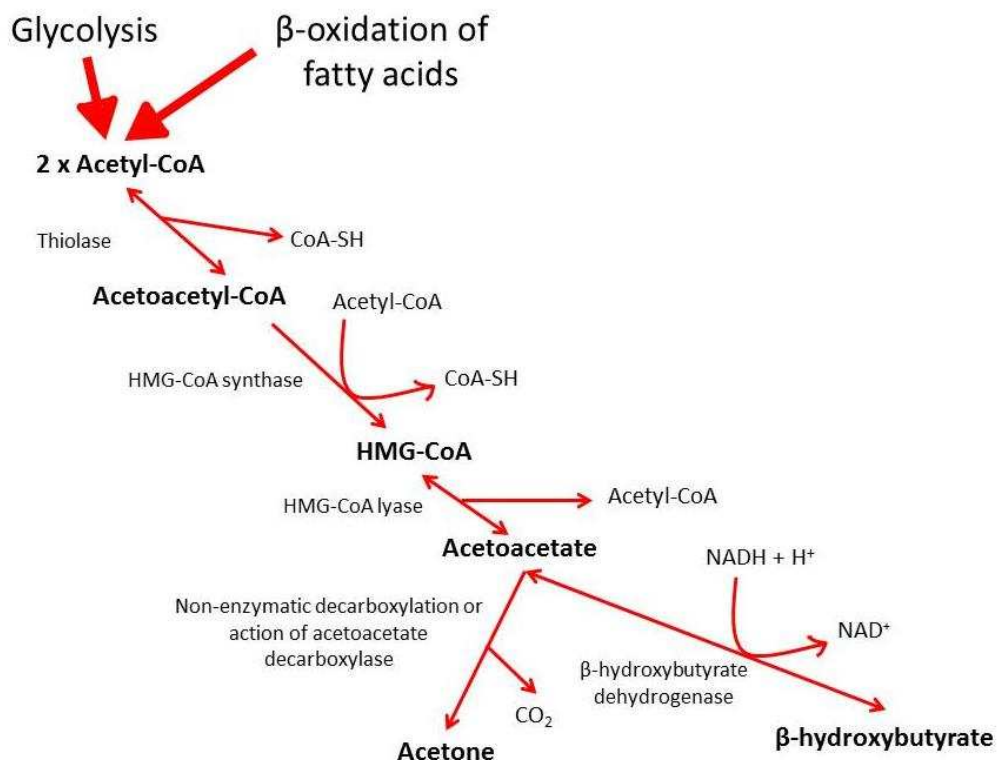 Glycolysis
β-oxidation of
fatty acids
2 x Acetyl-CoA
Thiolase
CoA-SH
Acetoacetyl-CoA
Acetyl-CoA
HMG-CoA synthase
CoA-SH
HMG-CoA
HMG-CoA lyase
Acetyl-CoA
Acetoacetate
NADH + H⁺
Non-enzymatic decarboxylation or
action of acetoacetate
decarboxylase
NAD⁺
β-hydroxybutyrate
dehydrogenase
CO₂
Acetone
β-hydroxybutyrate